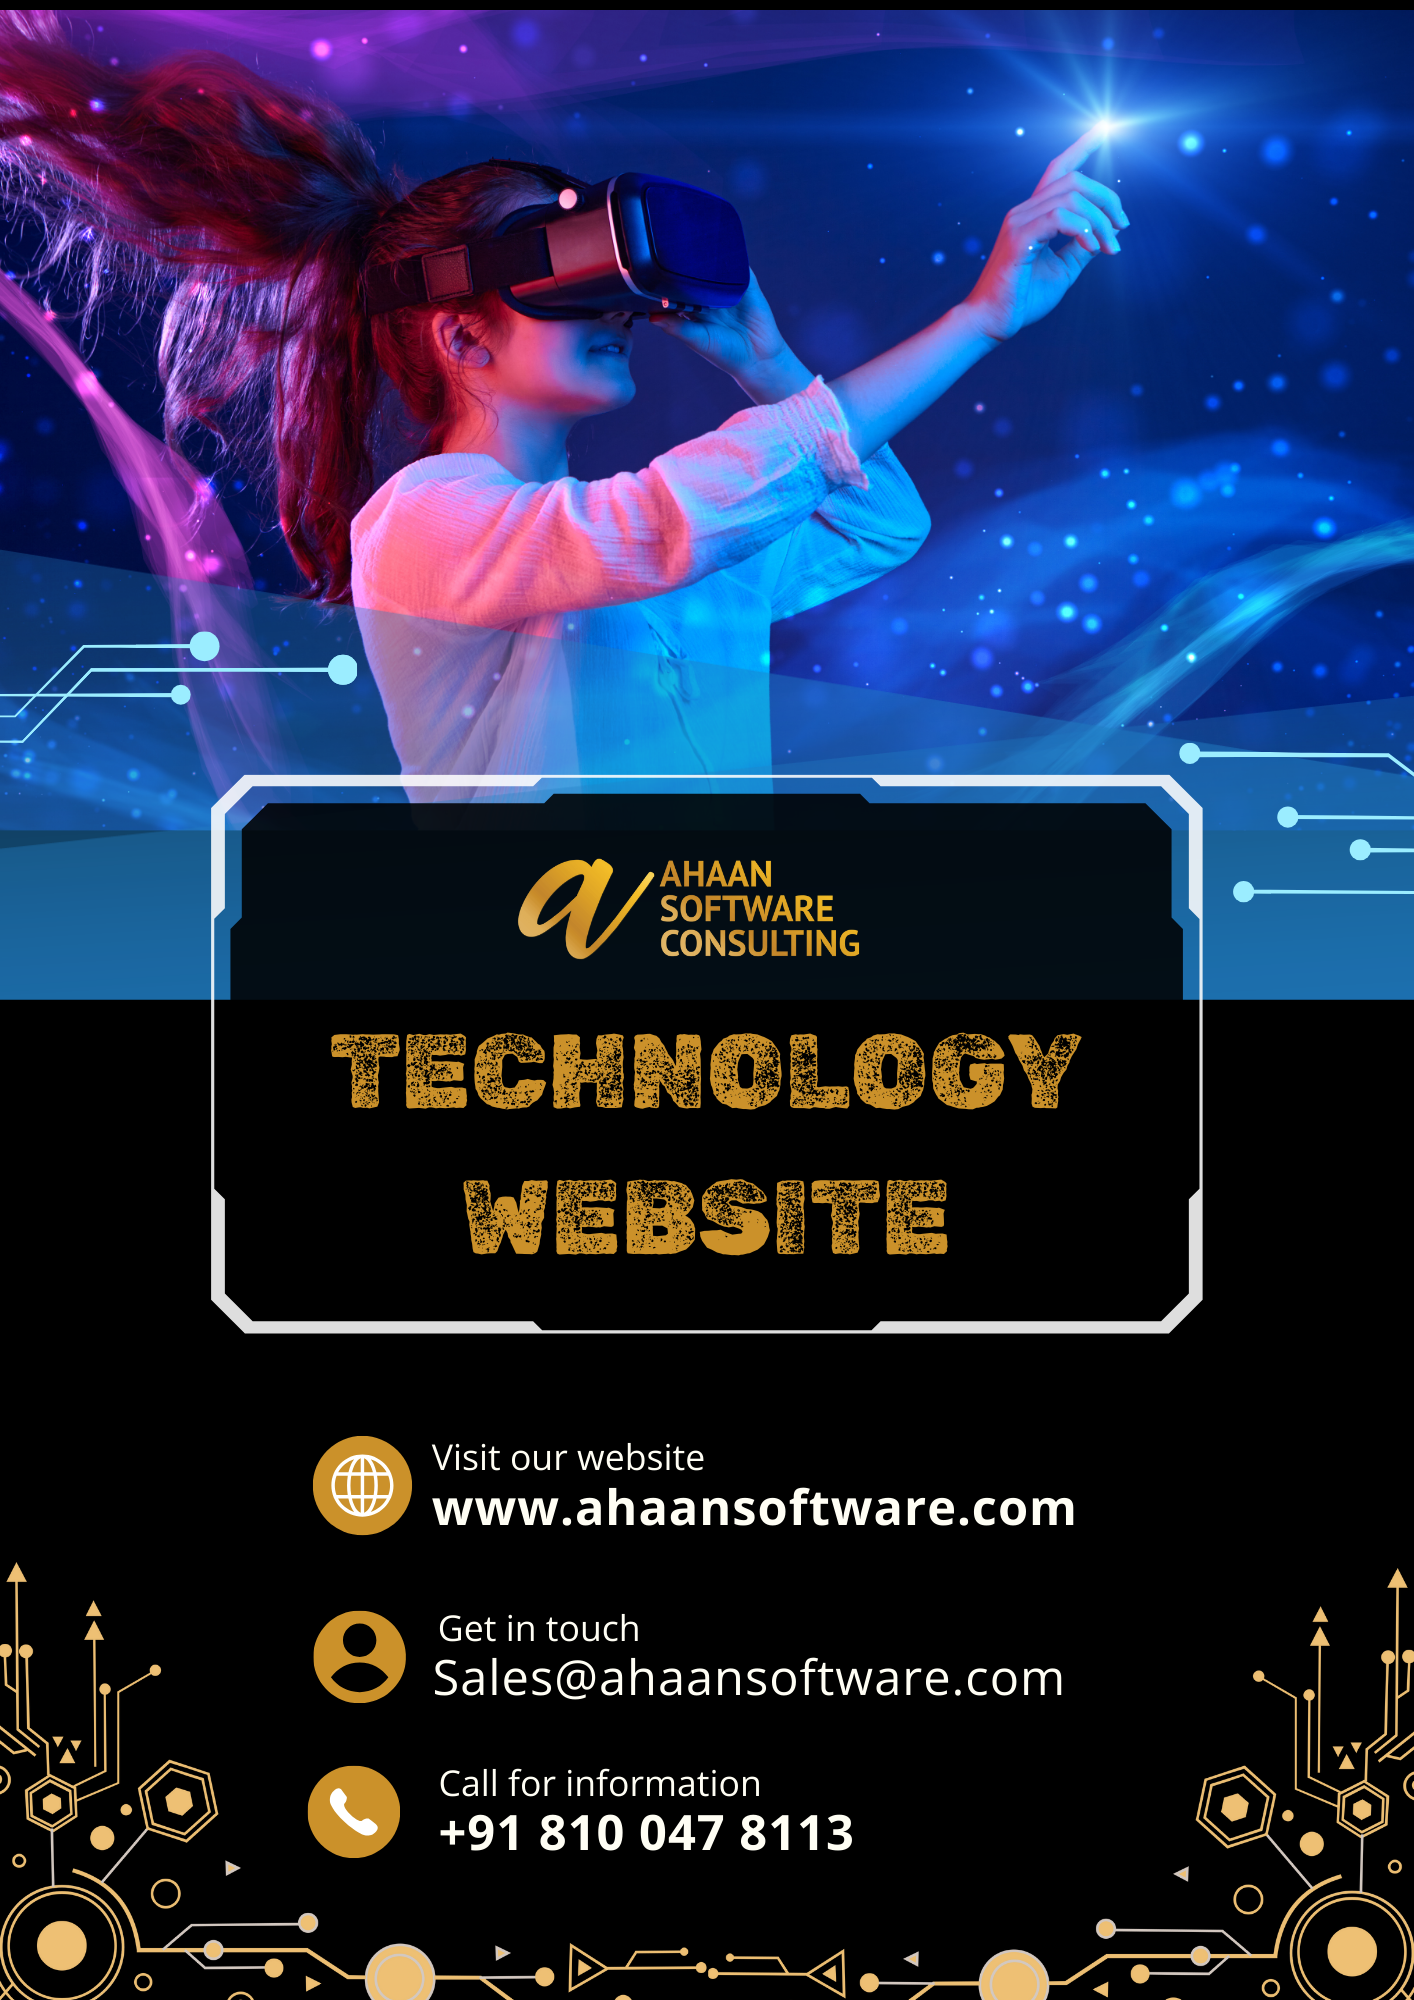 AHAAN
SOFTWARE
CONSULTING
TECHNOLOGY
WEBSITE
Visit our website
www.ahaansoftware.com
Get in touch
Sales@ahaansoftware.com
Call for information
+91 810 047 8113